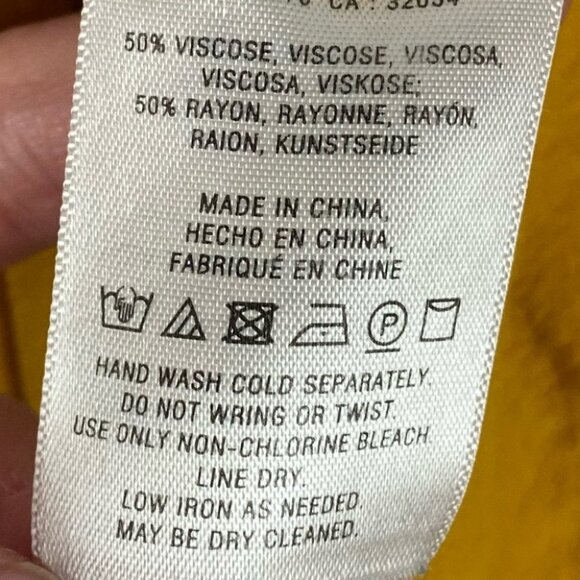 CA : 32054
50% VISCOSE, VISCOSE, VISCOSA,
VISCOSA, VISKOSE;
50% RAYON, RAYONNE, RAYÓN,
RAION, KUNSTSEIDE
MADE IN CHINA,
HECHO EN CHINA,
FABRIQUÉ EN CHINE
P
HAND WASH COLD SEPARATELY.
DO NOT WRING OR TWIST.
USE ONLY NON-CHLORINE BLEACH.
LINE DRY.
LOW IRON AS NEEDED.
MAY BE DRY CLEANED.